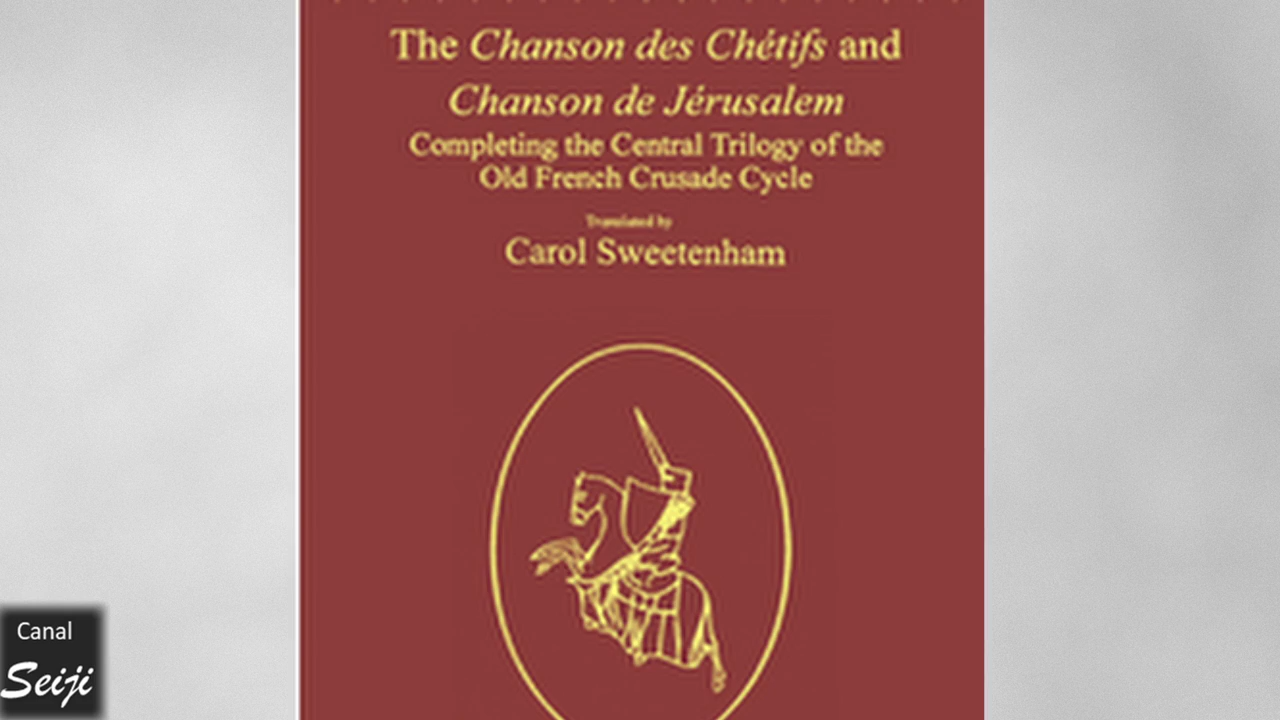 The Chanson des Chétifs and
Chanson de Jérusalem
Completing the Central Trilogy of the
Old French Crusade Cycle
Translated by
Carol Sweetenham
Canal
Seiji